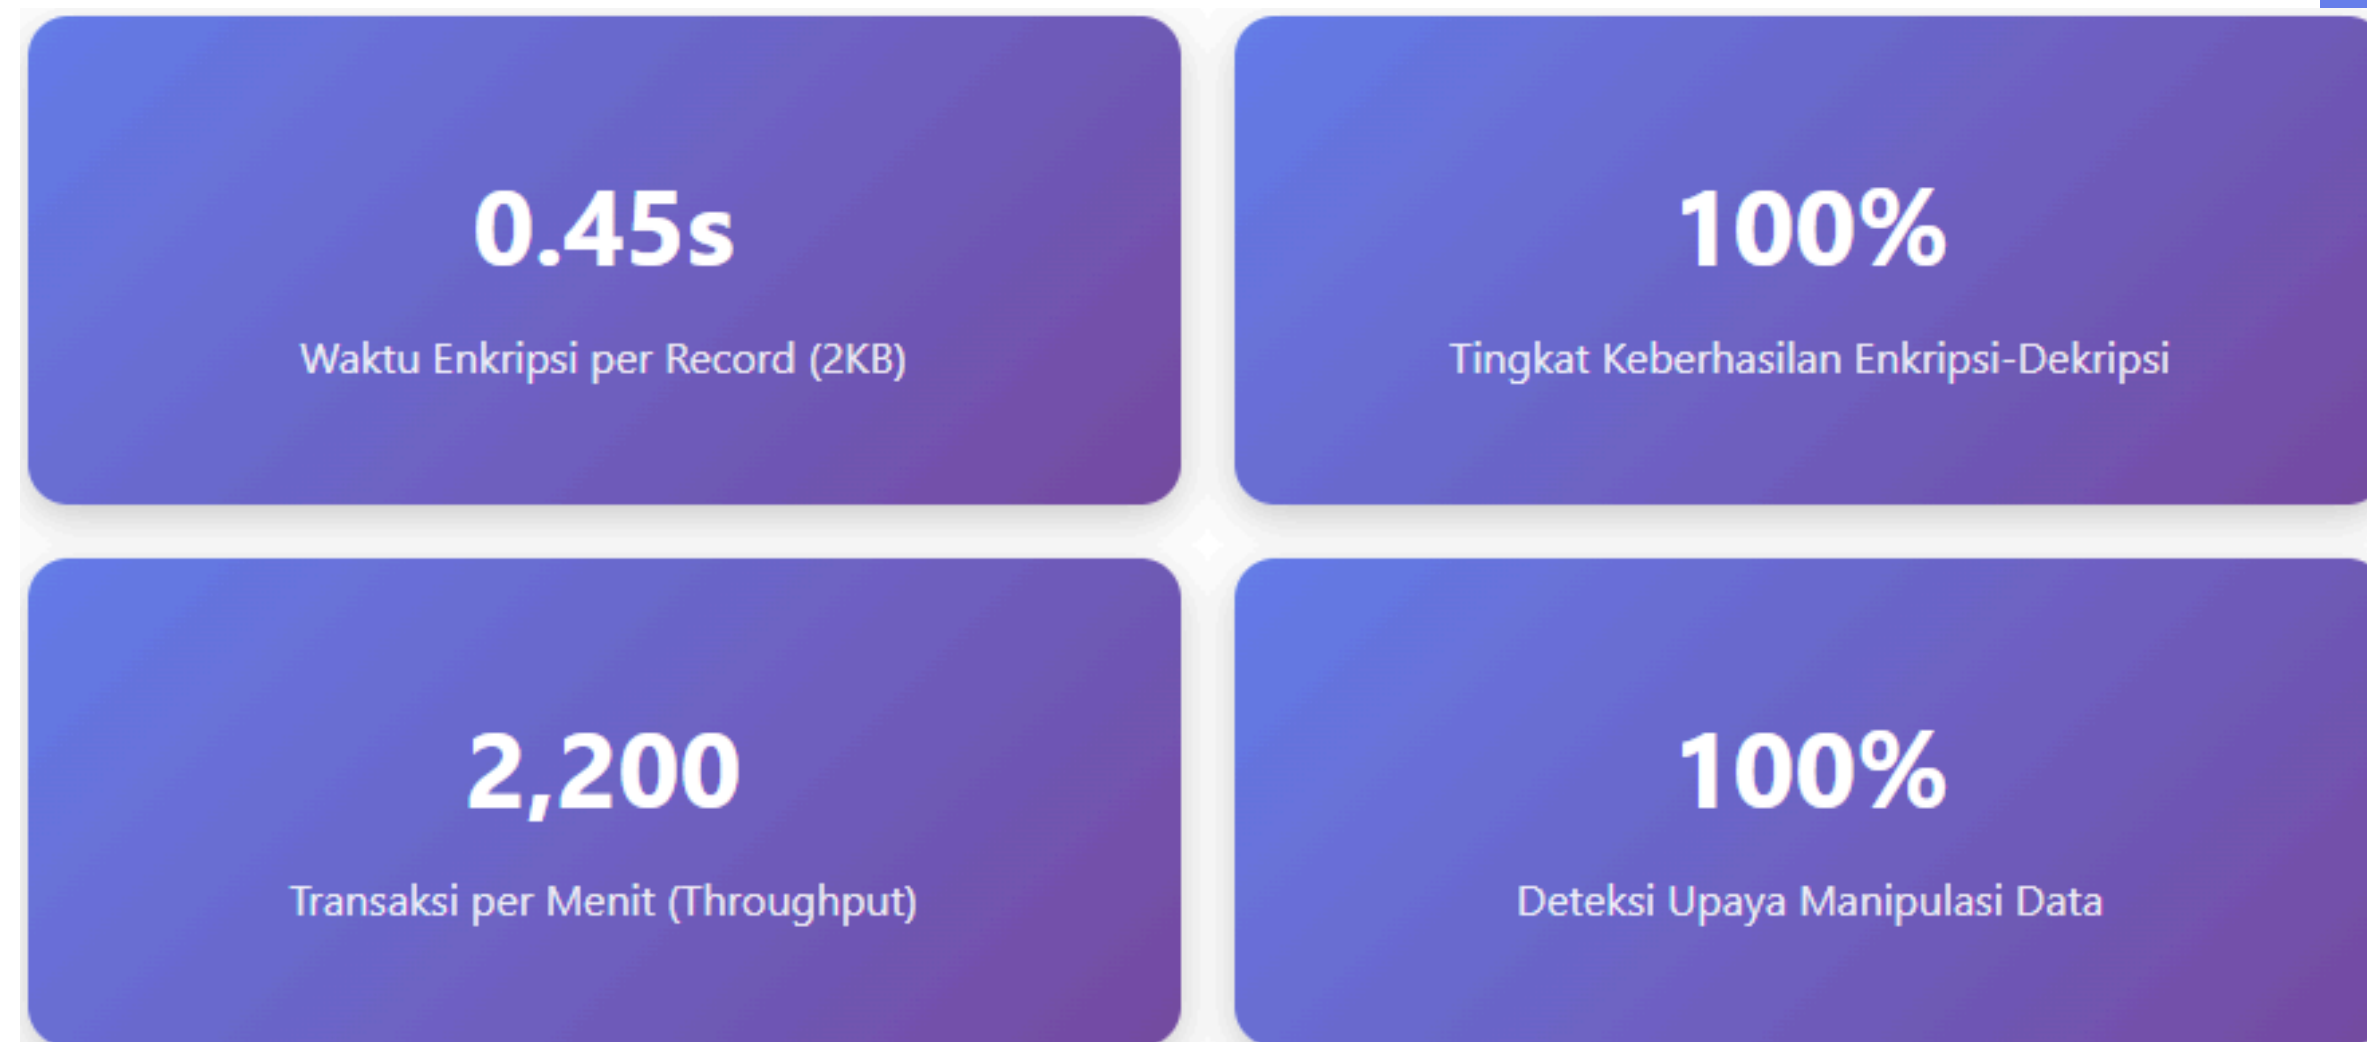 0.45s
Waktu Enkripsi per Record (2KB)
100%
Tingkat Keberhasilan Enkripsi-Dekripsi
2,200
Transaksi per Menit (Throughput)
100%
Deteksi Upaya Manipulasi Data